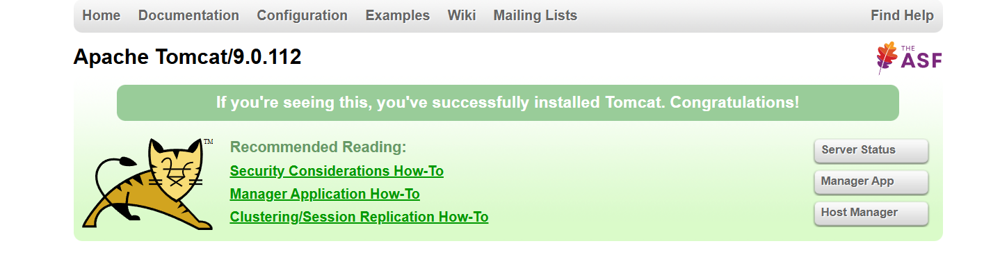 Home Documentation Configuration Examples Wiki Mailing Lists Find Help
Apache Tomcat/9.0.112
THE
ASF
If you're seeing this, you've successfully installed Tomcat. Congratulations!
TM
Recommended Reading:
Security Considerations How-To
Manager Application How-To
Clustering/Session Replication How-To
Server Status
Manager App
Host Manager